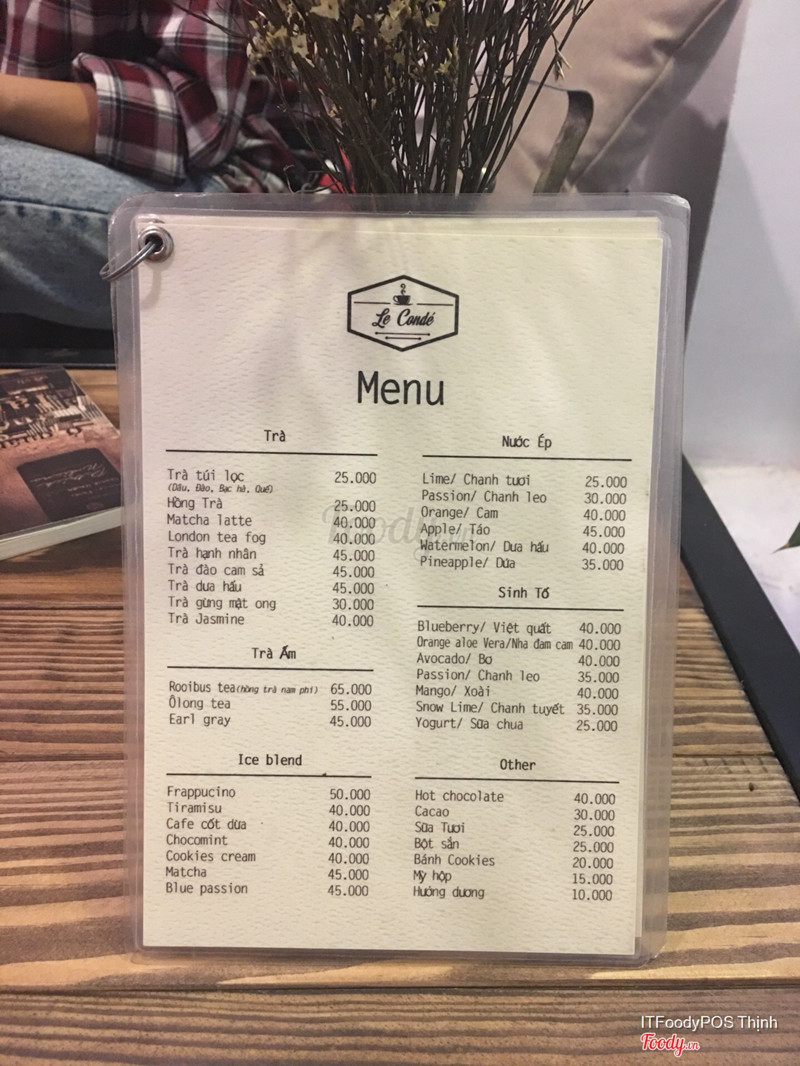 Le Condé
Menu
Trà
Trà túi lọc 25.000
(Dâu, Đào, Bạc hà, Quế)
Hồng Trà 25.000
Matcha latte 40.000
London tea fog 40.000
Trà hạnh nhân 45.000
Trà đào cam sả 45.000
Trà dưa hấu 45.000
Trà gừng mật ong 30.000
Trà Jasmine 40.000
Trà Ấm
Rooibus tea(hồng trà nam phi) 65.000
Ôlong tea 55.000
Earl gray 45.000
Ice blend
Frappucino 50.000
Tiramisu 40.000
Cafe cốt dừa 40.000
Chocomint 40.000
Cookies cream 40.000
Matcha 45.000
Blue passion 45.000
Nước Ép
Lime/ Chanh tươi 25.000
Passion/ Chanh leo 30.000
Orange/ Cam 40.000
Apple/ Táo 45.000
Watermelon/ Dưa hấu 40.000
Pineapple/ Dứa 35.000
Sinh Tố
Blueberry/ Việt quất 40.000
Orange aloe Vera/Nha đam cam 40.000
Avocado/ Bơ 40.000
Passion/ Chanh leo 35.000
Mango/ Xoài 40.000
Snow Lime/ Chanh tuyết 35.000
Yogurt/ Sữa chua 25.000
Other
Hot chocolate 40.000
Cacao 30.000
Sữa Tươi 25.000
Bột sắn 25.000
Bánh Cookies 20.000
Mỳ hộp 15.000
Hướng dương 10.000
Foody.vn
ITFoodyPOS Thịnh
Foody.vn